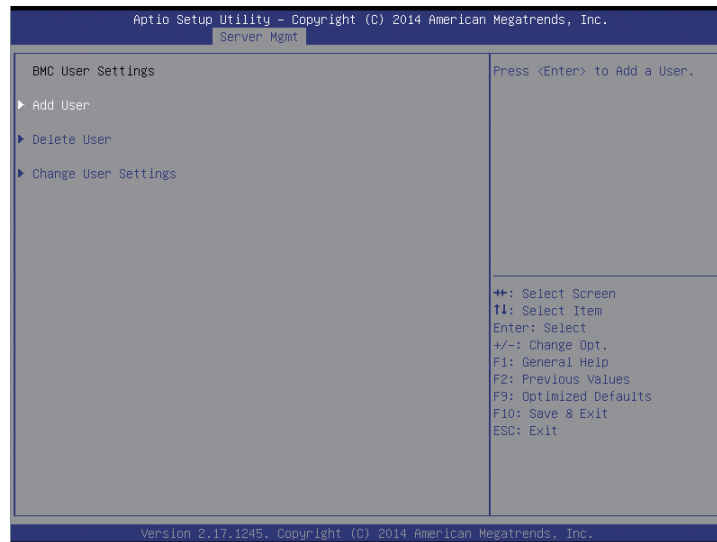 Aptio Setup Utility – Copyright (C) 2014 American Megatrends, Inc.
Server Mgmt
BMC User Settings
Add User
Delete User
Change User Settings
Press <Enter> to Add a User.
→←: Select Screen
↑↓: Select Item
Enter: Select
+/-: Change Opt.
F1: General Help
F2: Previous Values
F9: Optimized Defaults
F10: Save & Exit
ESC: Exit
Version 2.17.1245. Copyright (C) 2014 American Megatrends, Inc.